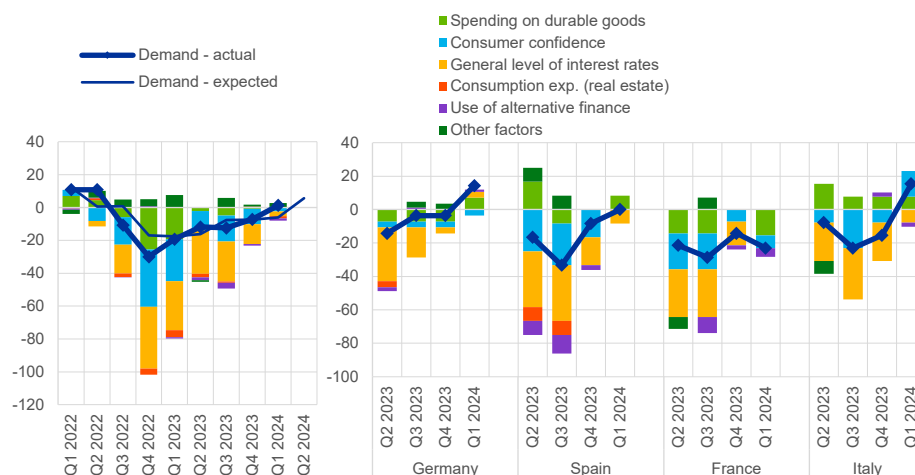 Demand - actual
Demand - expected
Spending on durable goods
Consumer confidence
General level of interest rates
Consumption exp. (real estate)
Use of alternative finance
Other factors
40
20
0
-20
-40
-60
-80
-100
-120
Q1 2022
Q2 2022
Q3 2022
Q4 2022
Q1 2023
Q2 2023
Q3 2023
Q4 2023
Q1 2024
Q2 2024
40
20
0
-20
-40
-60
-80
-100
Q2 2023
Q3 2023
Q4 2023
Q1 2024
Q2 2023
Q3 2023
Q4 2023
Q1 2024
Q2 2023
Q3 2023
Q4 2023
Q1 2024
Q2 2023
Q3 2023
Q4 2023
Q1 2024
Germany Spain France Italy